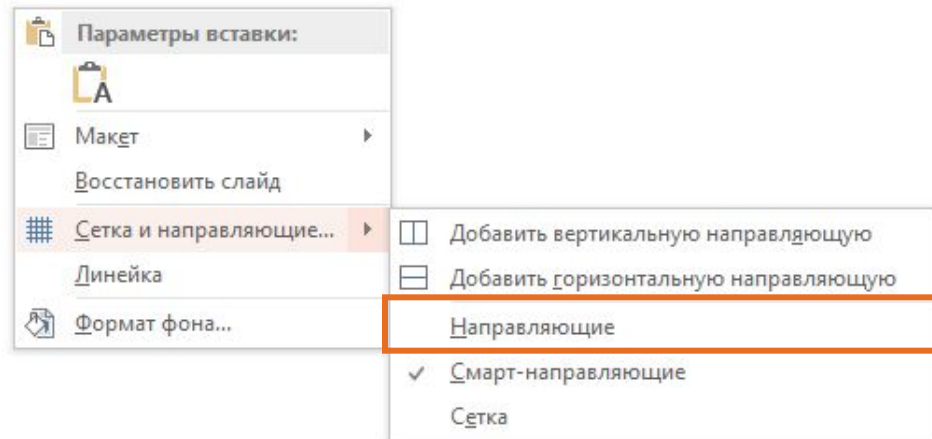 Параметры вставки:
A
Макет
Восстановить слайд
Сетка и направляющие...
Линейка
Формат фона...
Добавить вертикальную направляющую
Добавить горизонтальную направляющую
Направляющие
Смарт-направляющие
Сетка